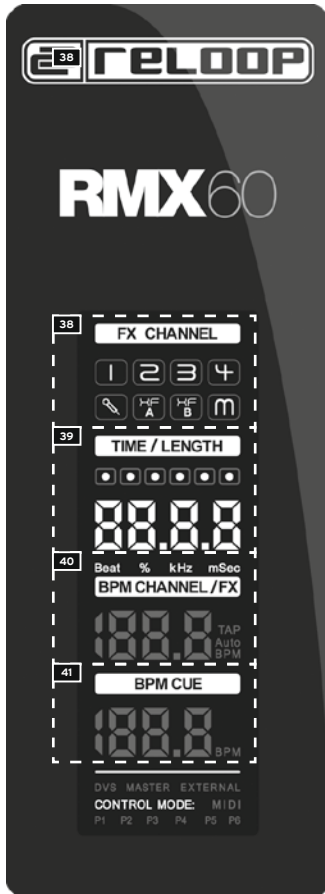 38
reloop
RMX60
38
FX CHANNEL
1 2 3 4
XF A XF B m
39
TIME / LENGTH
88.8.8
40
Beat % kHz mSec
BPM CHANNEL/FX
188.8
TAP
Auto
BPM
41
BPM CUE
188.8 BPM
DVS MASTER EXTERNAL
CONTROL MODE: MIDI
P1 P2 P3 P4 P5 P6